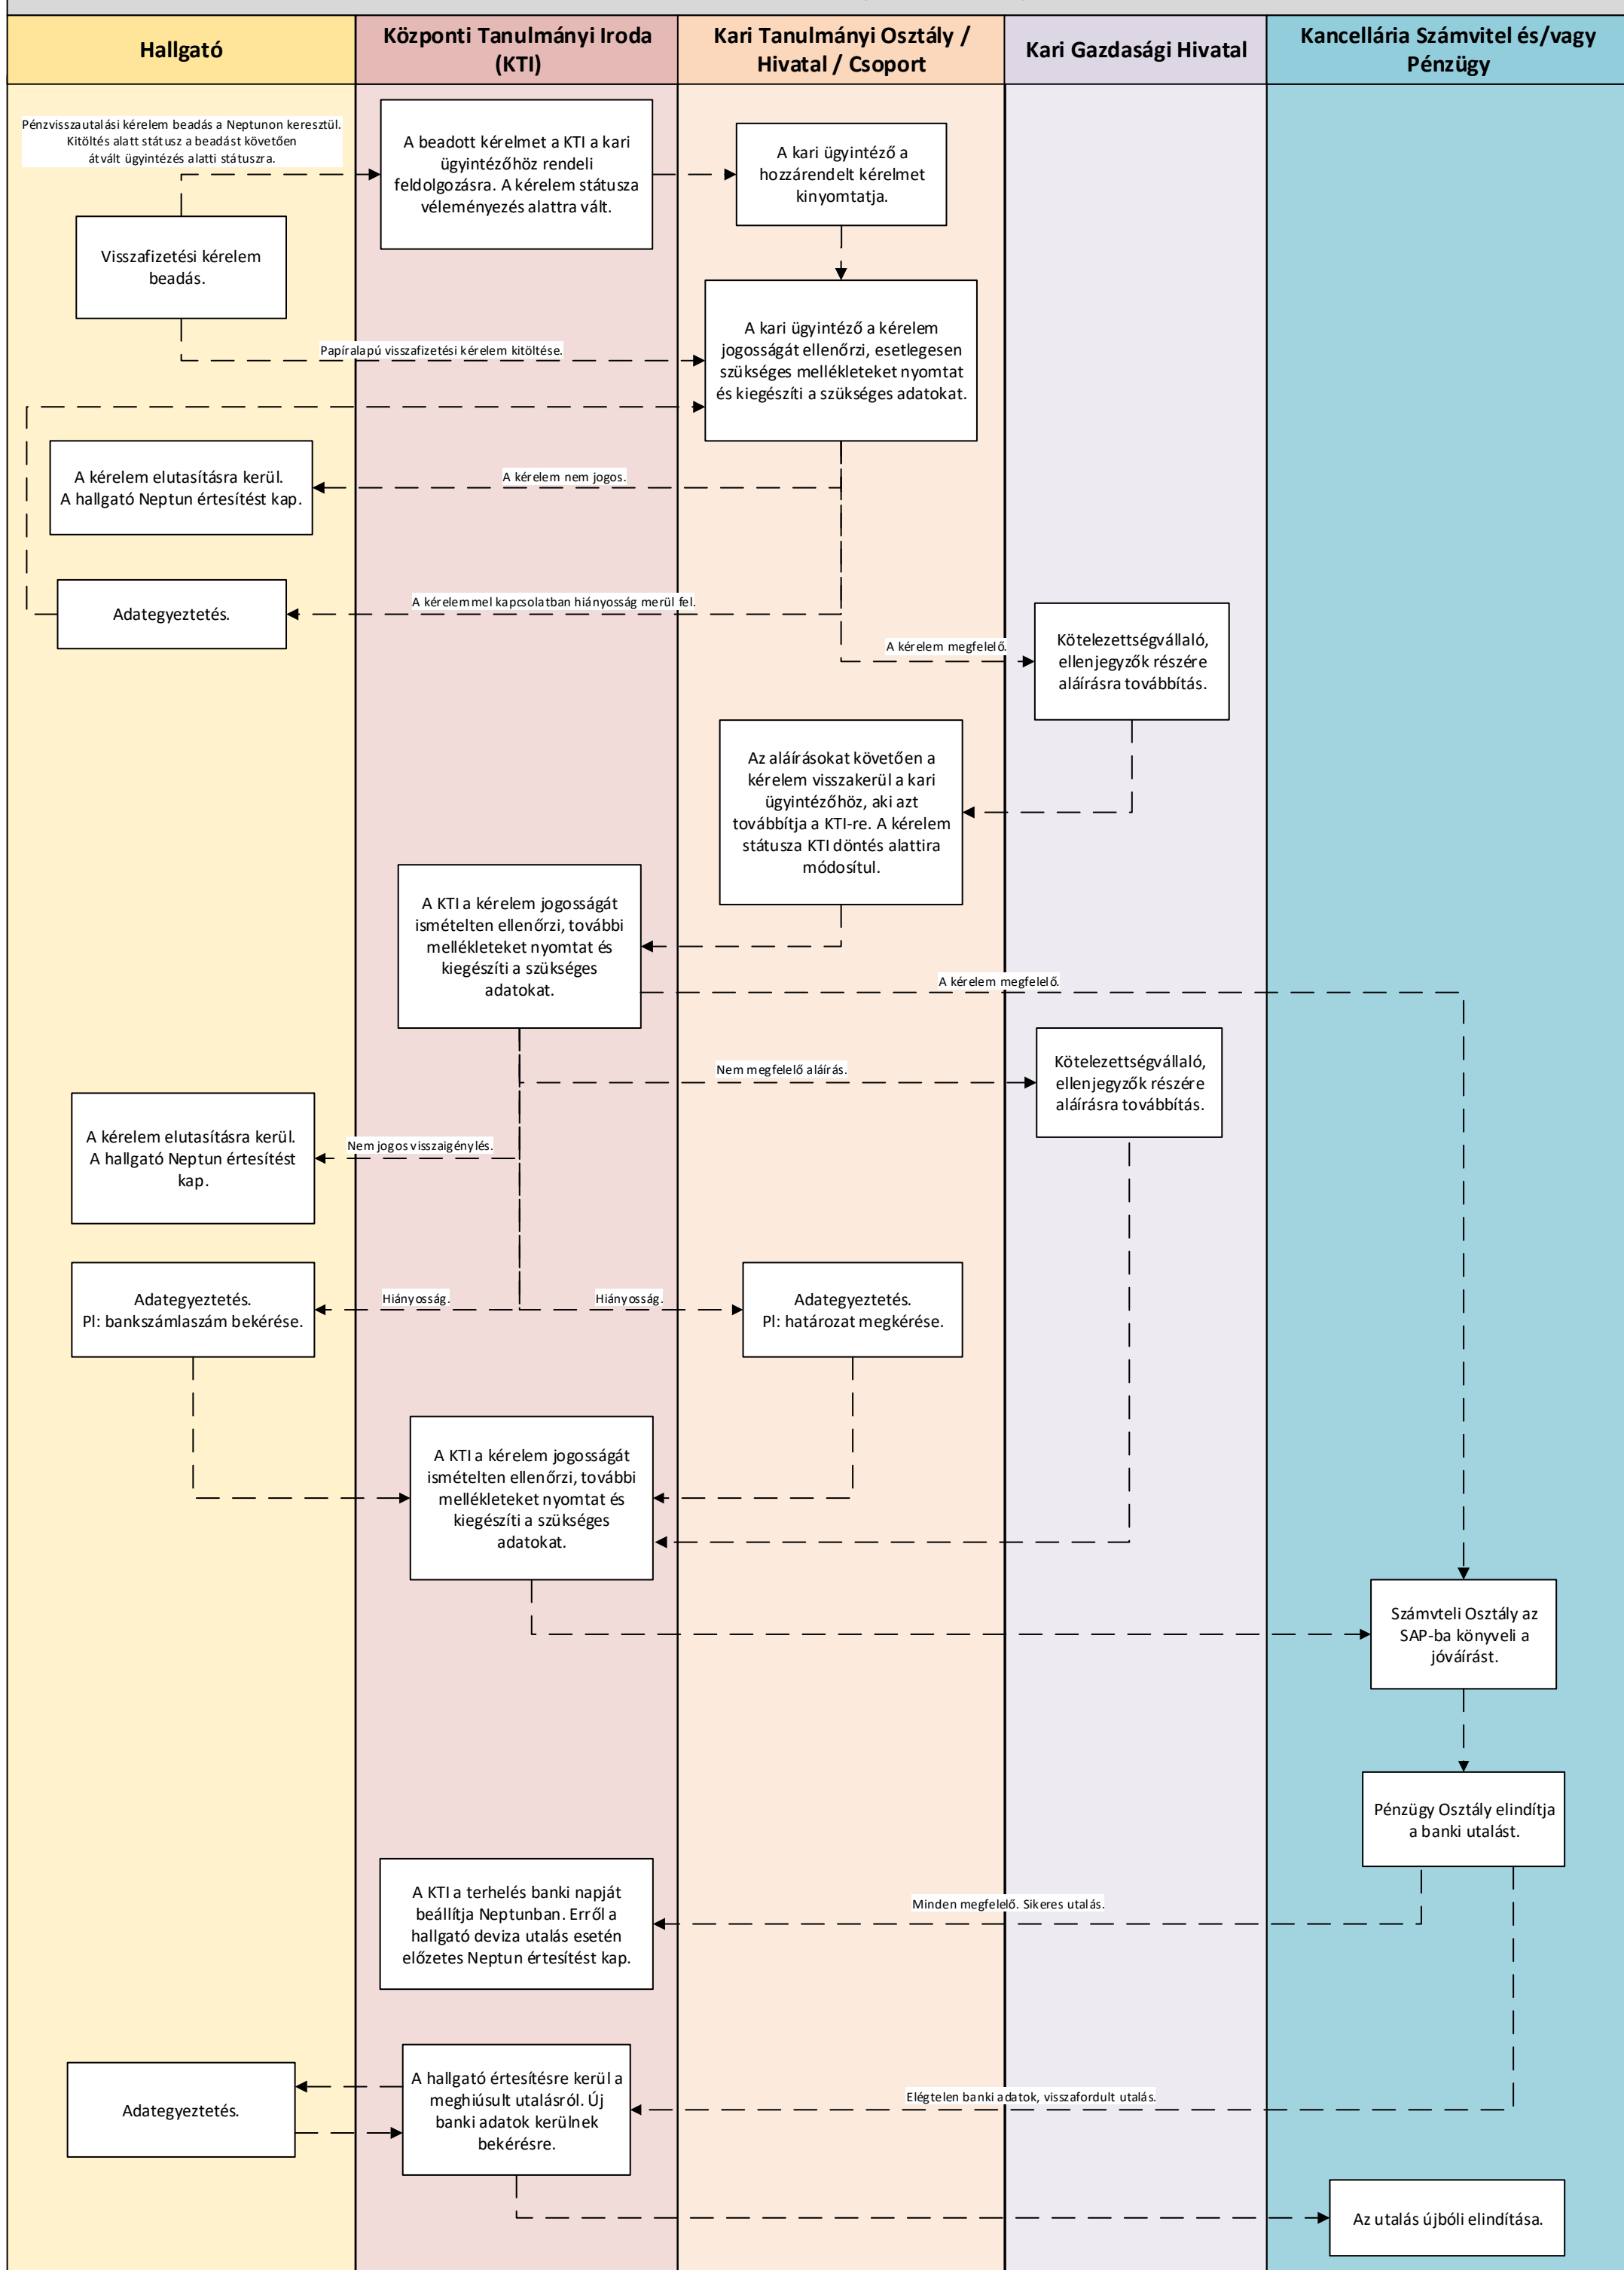 Hallgató
Központi Tanulmányi Iroda
(KTI)
Kari Tanulmányi Osztály /
Hivatal / Csoport
Kari Gazdasági Hivatal
Kancellária Számvitel és/vagy
Pénzügy
Pénzvisszautalási kérelem beadás a Neptunon keresztül.
Kitöltés alatt státusz a beadást követően
átvált ügyintézés alatti státuszra.
A beadott kérelmet a KTI a kari
ügyintézőhöz rendeli
feldolgozásra. A kérelem státusza
véleményezés alattra vált.
A kari ügyintéző a
hozzárendelt kérelmet
kinyomtatja.
Visszafizetési kérelem
beadás.
Papíralapú visszafizetési kérelem kitöltése.
A kari ügyintéző a kérelem
jogosságát ellenőrzi, esetlegesen
szükséges mellékleteket nyomtat
és kiegészíti a szükséges adatokat.
A kérelem elutasításra kerül.
A hallgató Neptun értesítést kap.
A kérelem nem jogos.
Adategyeztetés.
A kérelemmel kapcsolatban hiányosság merül fel.
A kérelem megfelelő.
Kötelezettségvállaló,
ellenjegyzők részére
aláírásra továbbítás.
Az aláírásokat követően a
kérelem visszakerül a kari
ügyintézőhöz, aki azt
továbbítja a KTI-re. A kérelem
státusza KTI döntés alattira
módosítul.
A KTI a kérelem jogosságát
ismételten ellenőrzi, további
mellékleteket nyomtat és
kiegészíti a szükséges
adatokat.
A kérelem megfelelő.
Nem megfelelő aláírás.
Kötelezettségvállaló,
ellenjegyzők részére
aláírásra továbbítás.
A kérelem elutasításra kerül.
A hallgató Neptun értesítést
kap.
Nem jogos visszaigénylés.
Adategyeztetés.
Pl: bankszámlaszám bekérése.
Hiányosság.
Hiányosság.
Adategyeztetés.
Pl: határozat megkérése.
A KTI a kérelem jogosságát
ismételten ellenőrzi, további
mellékleteket nyomtat és
kiegészíti a szükséges
adatokat.
Számvteli Osztály az
SAP-ba könyveli a
jóváírást.
Pénzügy Osztály elindítja
a banki utalást.
A KTI a terhelés banki napját
beállítja Neptunban. Erről a
hallgató deviza utalás esetén
előzetes Neptun értesítést kap.
Minden megfelelő. Sikeres utalás.
Adategyeztetés.
A hallgató értesítésre kerül a
meghiúsult utalásról. Új
banki adatok kerülnek
bekérésre.
Elégtelen banki adatok, visszafordult utalás.
Az utalás újbóli elindítása.